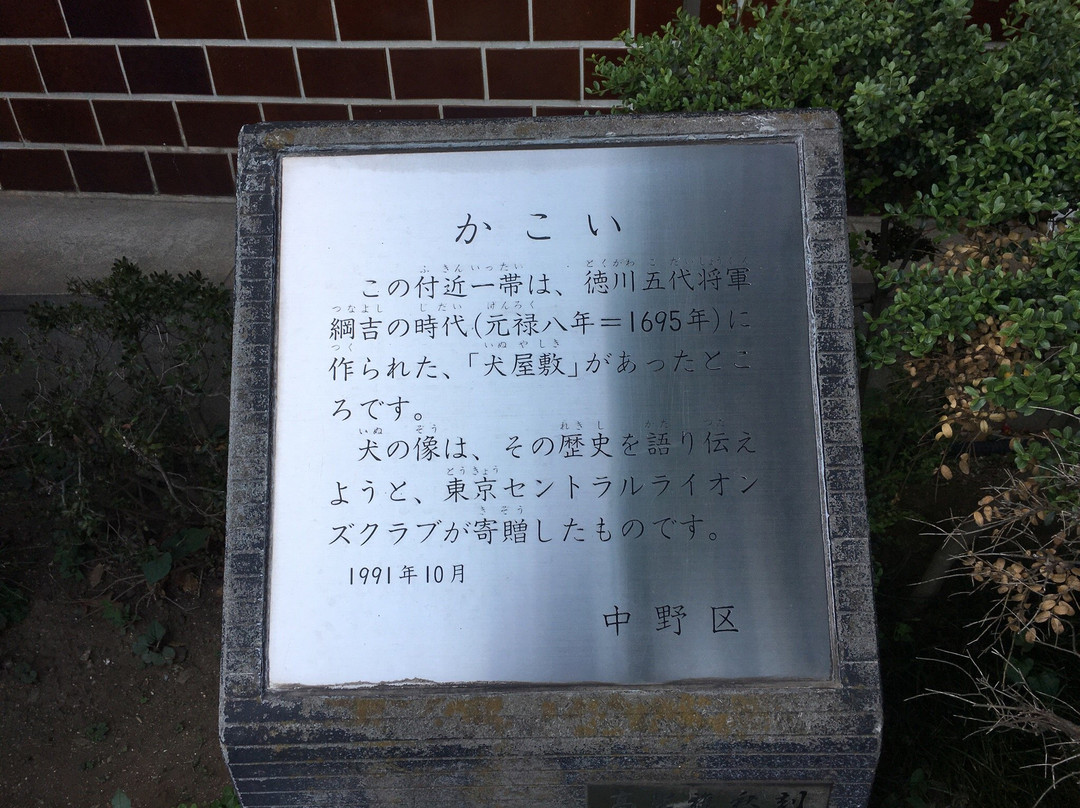 かこい
この付近一帯は、徳川五代将軍
綱吉の時代(元禄八年=1695年)に
作られた、「犬屋敷」があったとこ
ろです。
犬の像は、その歴史を語り伝え
ようと、東京セントラルライオン
ズクラブが寄贈したものです。
1991年10月
中野区